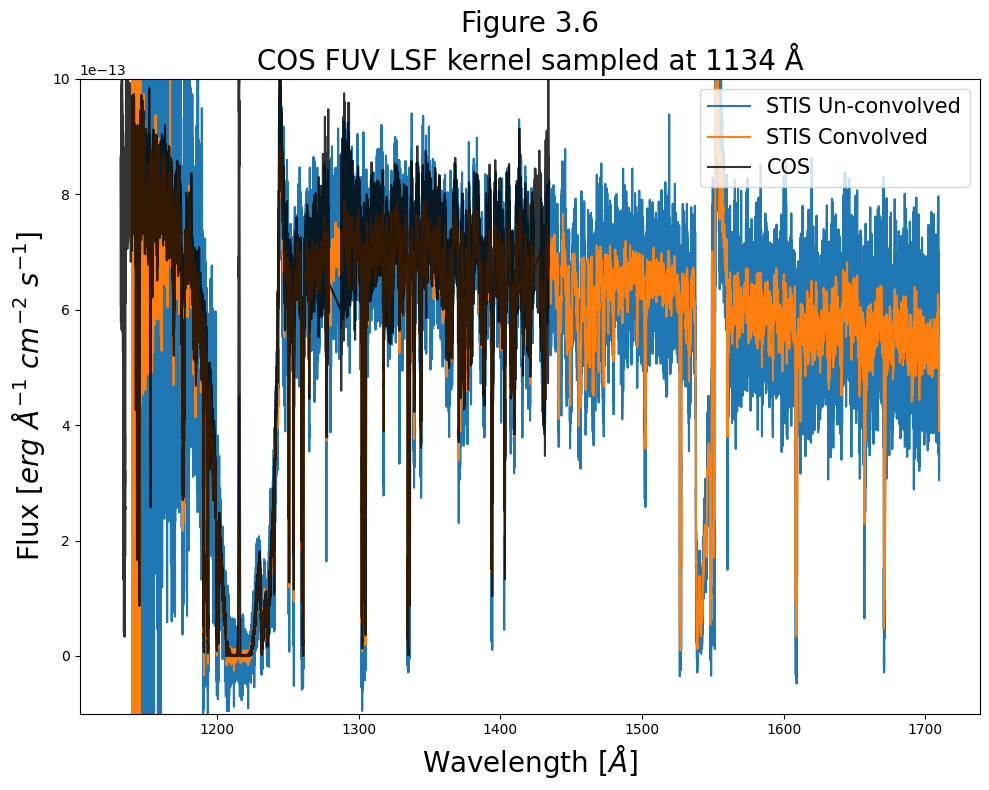 Figure 3.6
COS FUV LSF kernel sampled at 1134 Å
1e−13
STIS Un-convolved
STIS Convolved
COS
10
8
6
4
2
0
Flux [erg Å⁻¹ cm⁻² s⁻¹]
1200 1300 1400 1500 1600 1700
Wavelength [Å]